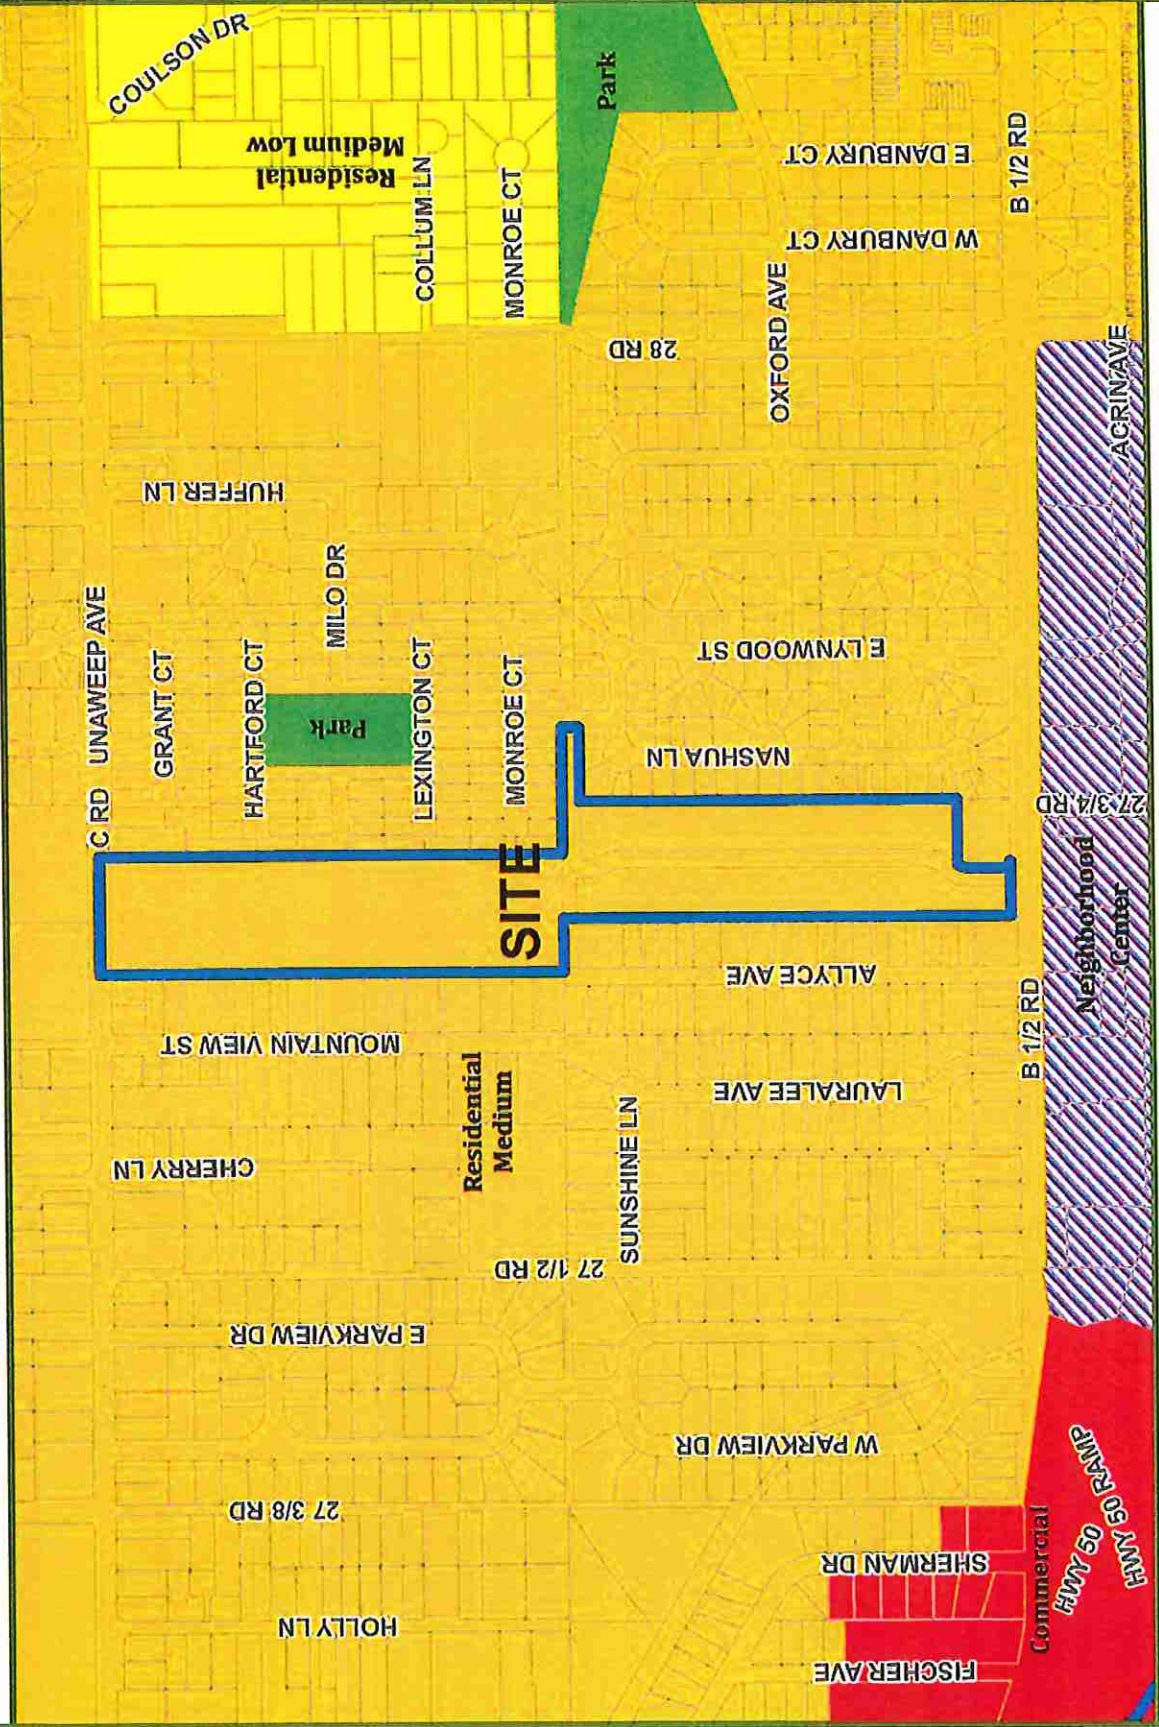 COULSON DR
Residential
Medium Low
COLLUM LN
MONROE CT
Park
E DANBURY CT
B 1/2 RD
W DANBURY CT
OXFORD AVE
28 RD
ACRIN AVE
HUFFER LN
MILO DR
UNAWEEP AVE
C RD
GRANT CT
HARTFORD CT
Park
LEXINGTON CT
MONROE CT
E LYNWOOD ST
NASHUA LN
27 3/4 RD
SITE
Neighborhood
Center
ALLYCE AVE
B 1/2 RD
MOUNTAIN VIEW ST
Residential
Medium
LAURALEE AVE
CHERRY LN
SUNSHINE LN
27 1/2 RD
E PARKVIEW DR
W PARKVIEW DR
27 3/8 RD
SHERMAN DR
Commercial
HWY 50
HWY 50 RAMP
HOLLY LN
FISCHER AVE